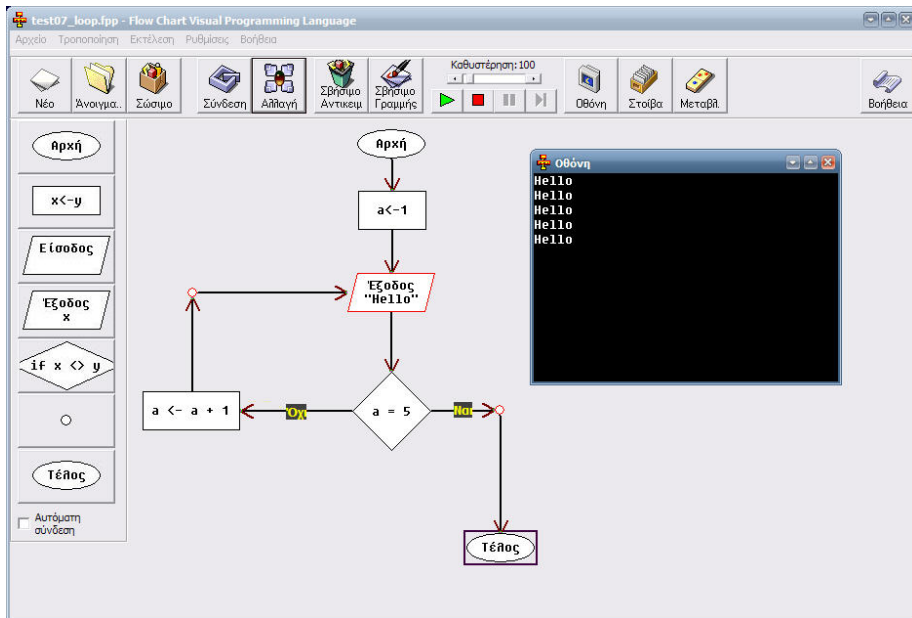 test07_loop.fpp - Flow Chart Visual Programming Language
Αρχείο Τροποποίηση Εκτέλεση Ρυθμίσεις Βοήθεια
Νέο
Άνοιγμα..
Σώσιμο
Σύνδεση
Αλλαγή
Σβήσιμο
Αντικειμ
Σβήσιμο
Γραμμής
Καθυστέρηση:100
Οθόνη
Στοίβα
Μεταβλ.
Βοήθεια
Αρχή
x<-y
Είσοδος
Έξοδος
x
if x <> y
Τέλος
Αυτόματη
σύνδεση
Αρχή
a<-1
Έξοδος
"Hello"
a = 5
Όχι
a <- a + 1
Ναι
Τέλος
Οθόνη
Hello
Hello
Hello
Hello
Hello